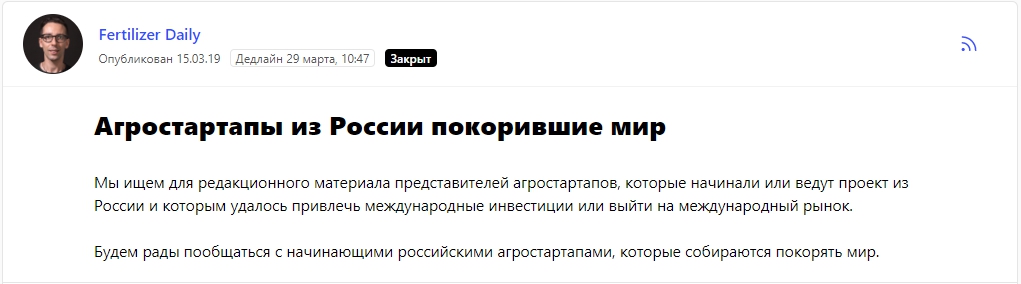 Fertilizer Daily
Опубликован 15.03.19 Дедлайн 29 марта, 10:47 Закрыт
Агростартапы из России покорившие мир
Мы ищем для редакционного материала представителей агростартапов, которые начинали или ведут проект из
России и которым удалось привлечь международные инвестиции или выйти на международный рынок.
Будем рады пообщаться с начинающими российскими агростартапами, которые собираются покорять мир.